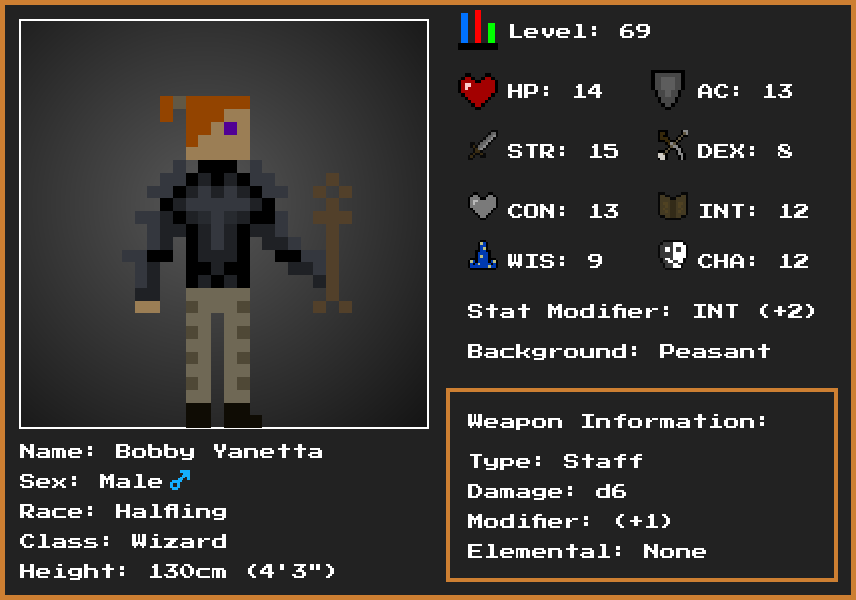 Level: 69
HP: 14 AC: 13
STR: 15 DEX: 8
CON: 13 INT: 12
WIS: 9 CHA: 12
Stat Modifier: INT (+2)
Background: Peasant
Weapon Information:
Type: Staff
Damage: d6
Modifier: (+1)
Elemental: None
Name: Bobby Yanetta
Sex: Male ♂
Race: Halfling
Class: Wizard
Height: 130cm (4'3")